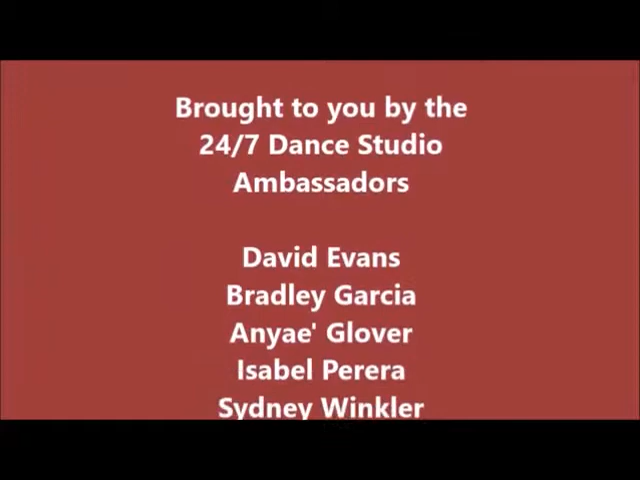 Brought to you by the
24/7 Dance Studio
Ambassadors
David Evans
Bradley Garcia
Anyae' Glover
Isabel Perera
Sydney Winkler